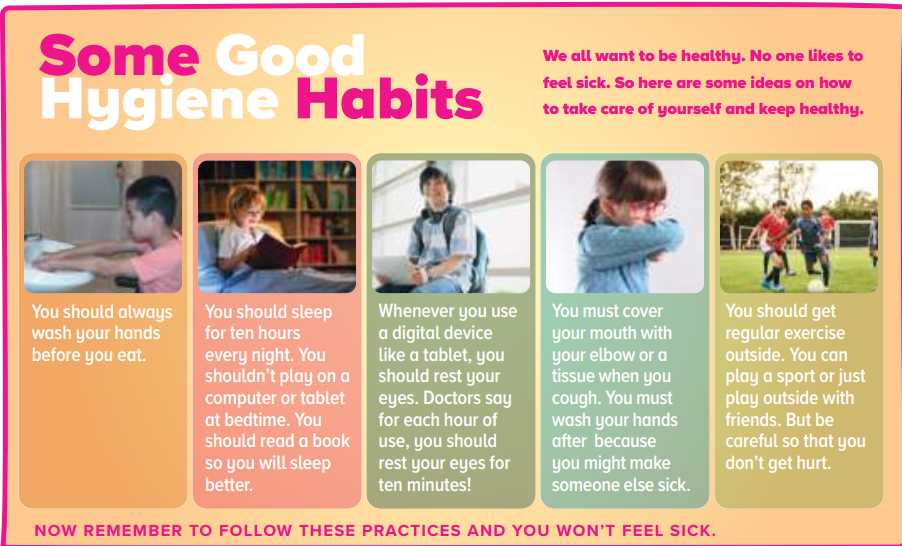 Some Good
Hygiene Habits
We all want to be healthy. No one likes to
feel sick. So here are some ideas on how
to take care of yourself and keep healthy.
You should always
wash your hands
before you eat.
You should sleep
for ten hours
every night. You
shouldn't play on a
computer or tablet
at bedtime. You
should read a book
so you will sleep
better.
Whenever you use
a digital device
like a tablet, you
should rest your
eyes. Doctors say
for each hour of
use, you should
rest your eyes for
ten minutes!
You must cover
your mouth with
your elbow or a
tissue when you
cough. You must
wash your hands
after because
you might make
someone else sick.
You should get
regular exercise
outside. You can
play a sport or just
play outside with
friends. But be
careful so that you
don't get hurt.
NOW REMEMBER TO FOLLOW THESE PRACTICES AND YOU WON'T FEEL SICK.